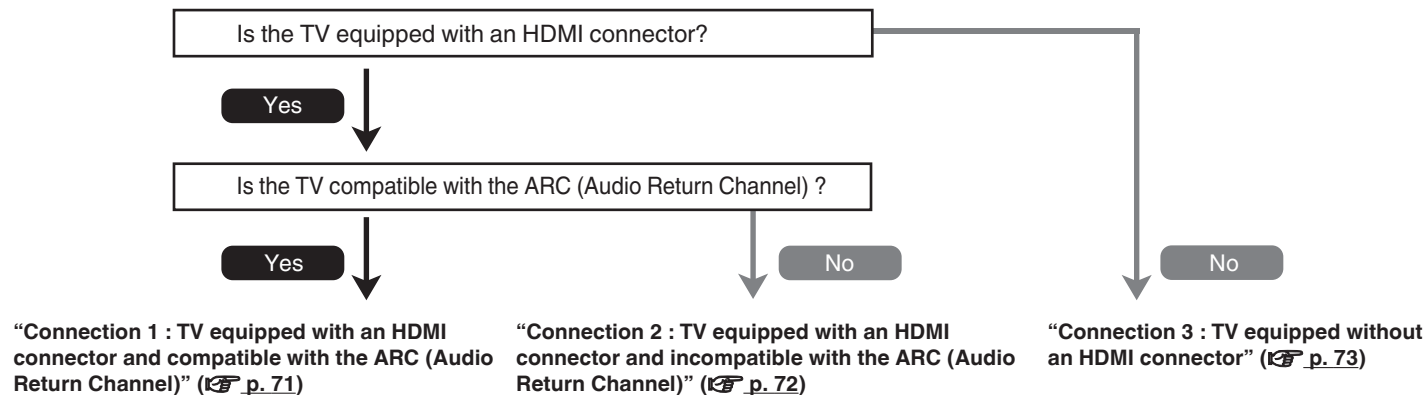 Is the TV equipped with an HDMI connector?
Yes
Is the TV compatible with the ARC (Audio Return Channel) ?
Yes
No
No
“Connection 1 : TV equipped with an HDMI
connector and compatible with the ARC (Audio
Return Channel)” (☞ p. 71)
“Connection 2 : TV equipped with an HDMI
connector and incompatible with the ARC (Audio
Return Channel)” (☞ p. 72)
“Connection 3 : TV equipped without
an HDMI connector” (☞ p. 73)